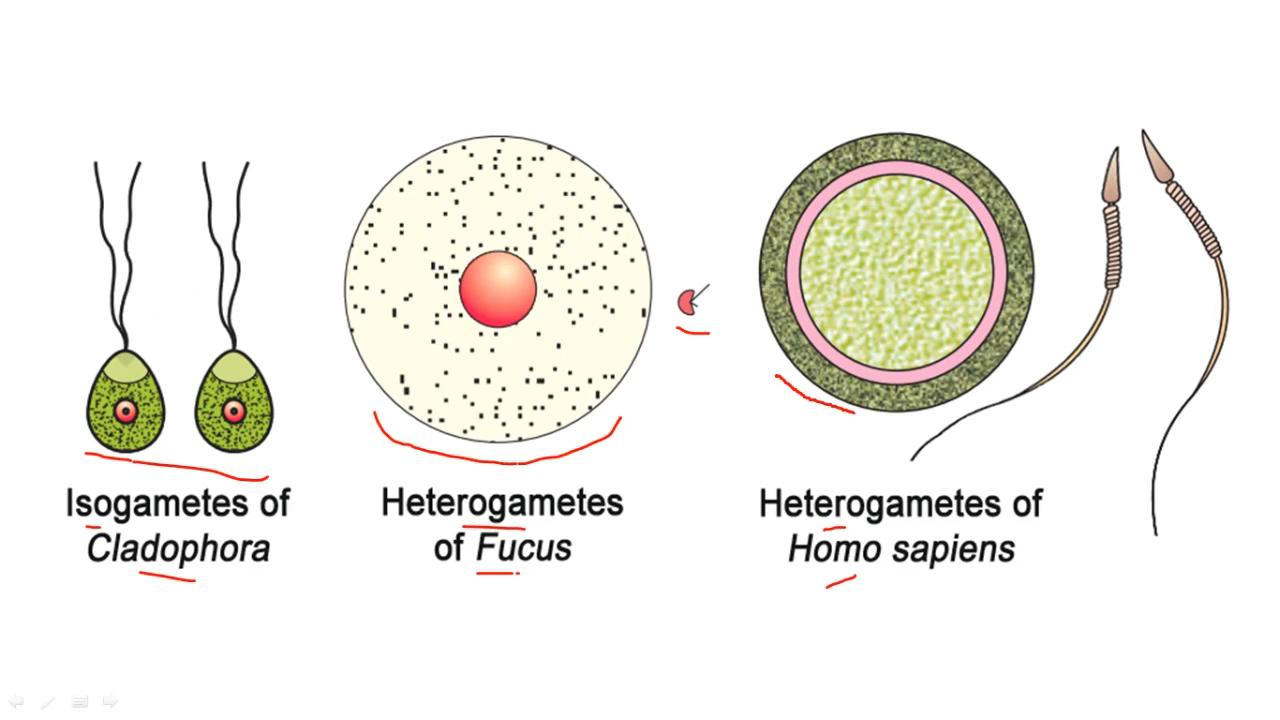 Isogametes of
Cladophora
Heterogametes
of Fucus
Heterogametes of
Homo sapiens